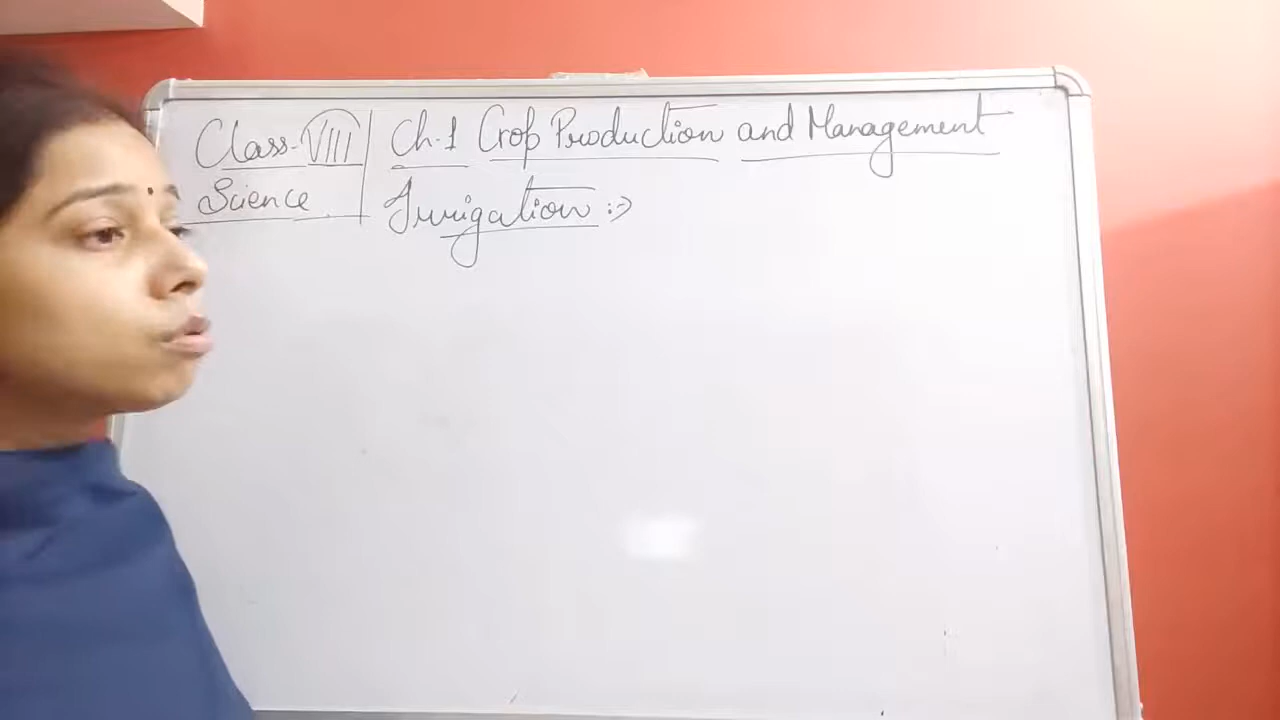 Class-VIII
Science
Ch.1 Crop Production and Management
Irrigation :->